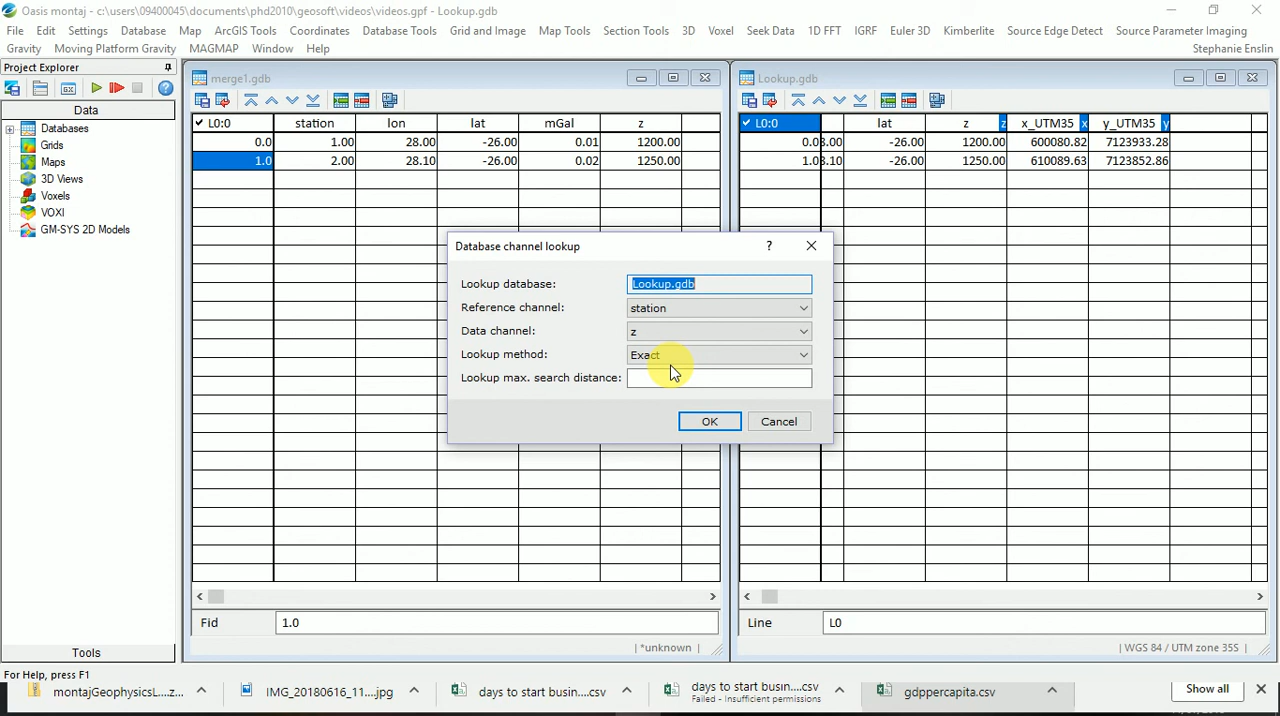 Oasis montaj - c:\users\09400045\documents\phd2010\geosoft\videos\videos.gpf - Lookup.gdb
File Edit Settings Database Map ArcGIS Tools Coordinates Database Tools Grid and Image Map Tools Section Tools 3D Voxel Seek Data 1D FFT IGRF Euler 3D Kimberlite Source Edge Detect Source Parameter Imaging
Gravity Moving Platform Gravity MAGMAP Window Help Stephanie Enslin
Project Explorer
Data
Databases
Grids
Maps
3D Views
Voxels
VOXI
GM-SYS 2D Models
Tools
merge1.gdb
L0:0 station lon lat mGal z
0.0 1.00 28.00 -26.00 0.01 1200.00
1.0 2.00 28.10 -26.00 0.02 1250.00
Fid 1.0
*unknown
Lookup.gdb
L0:0 lat z z x_UTM35 x y_UTM35 y
0.0 8.00 -26.00 1200.00 600080.82 7123933.28
1.0 8.10 -26.00 1250.00 610089.63 7123852.86
Line L0
WGS 84 / UTM zone 35S
Database channel lookup ?
Lookup database: Lookup.gdb
Reference channel: station
Data channel: z
Lookup method: Exact
Lookup max. search distance:
OK Cancel
For Help, press F1
montajGeophysicsL....z...
IMG_20180616_11....jpg
days to start busin....csv
days to start busin....csv
Failed - Insufficient permissions
gdppercapita.csv
Show all